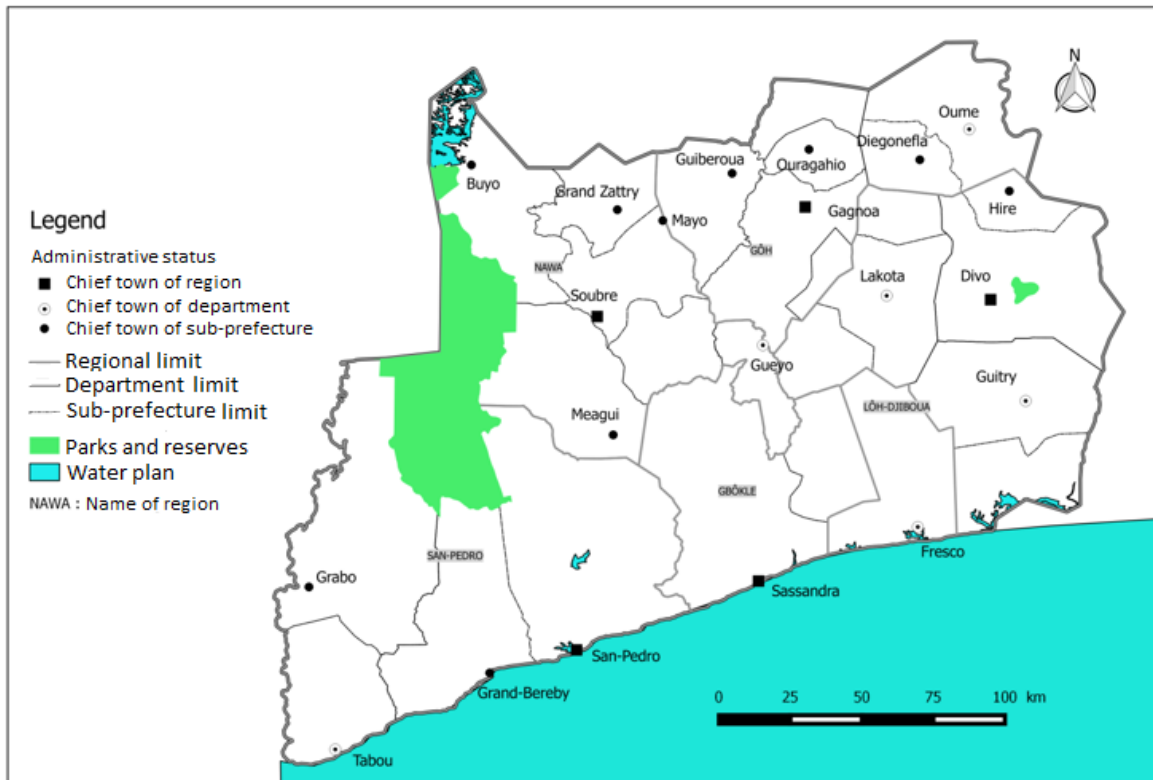 N
Oume
Diegonefla
Ouragahio
Guiberoua
Buyo
Grand Zattry
Mayo
Gagnoa
Hire
Legend
Administrative status
Chief town of region
Chief town of department
Chief town of sub-prefecture
Regional limit
Department limit
Sub-prefecture limit
Parks and reserves
Water plan
NAWA : Name of region
NAWA
GÔH
Soubre
Lakota
Divo
Gueyo
Guitry
Meagui
LÔH-DJIBOUA
GBÔKLE
SAN-PEDRO
Fresco
Grabo
Sassandra
San-Pedro
Grand-Bereby
Tabou
0 25 50 75 100 km